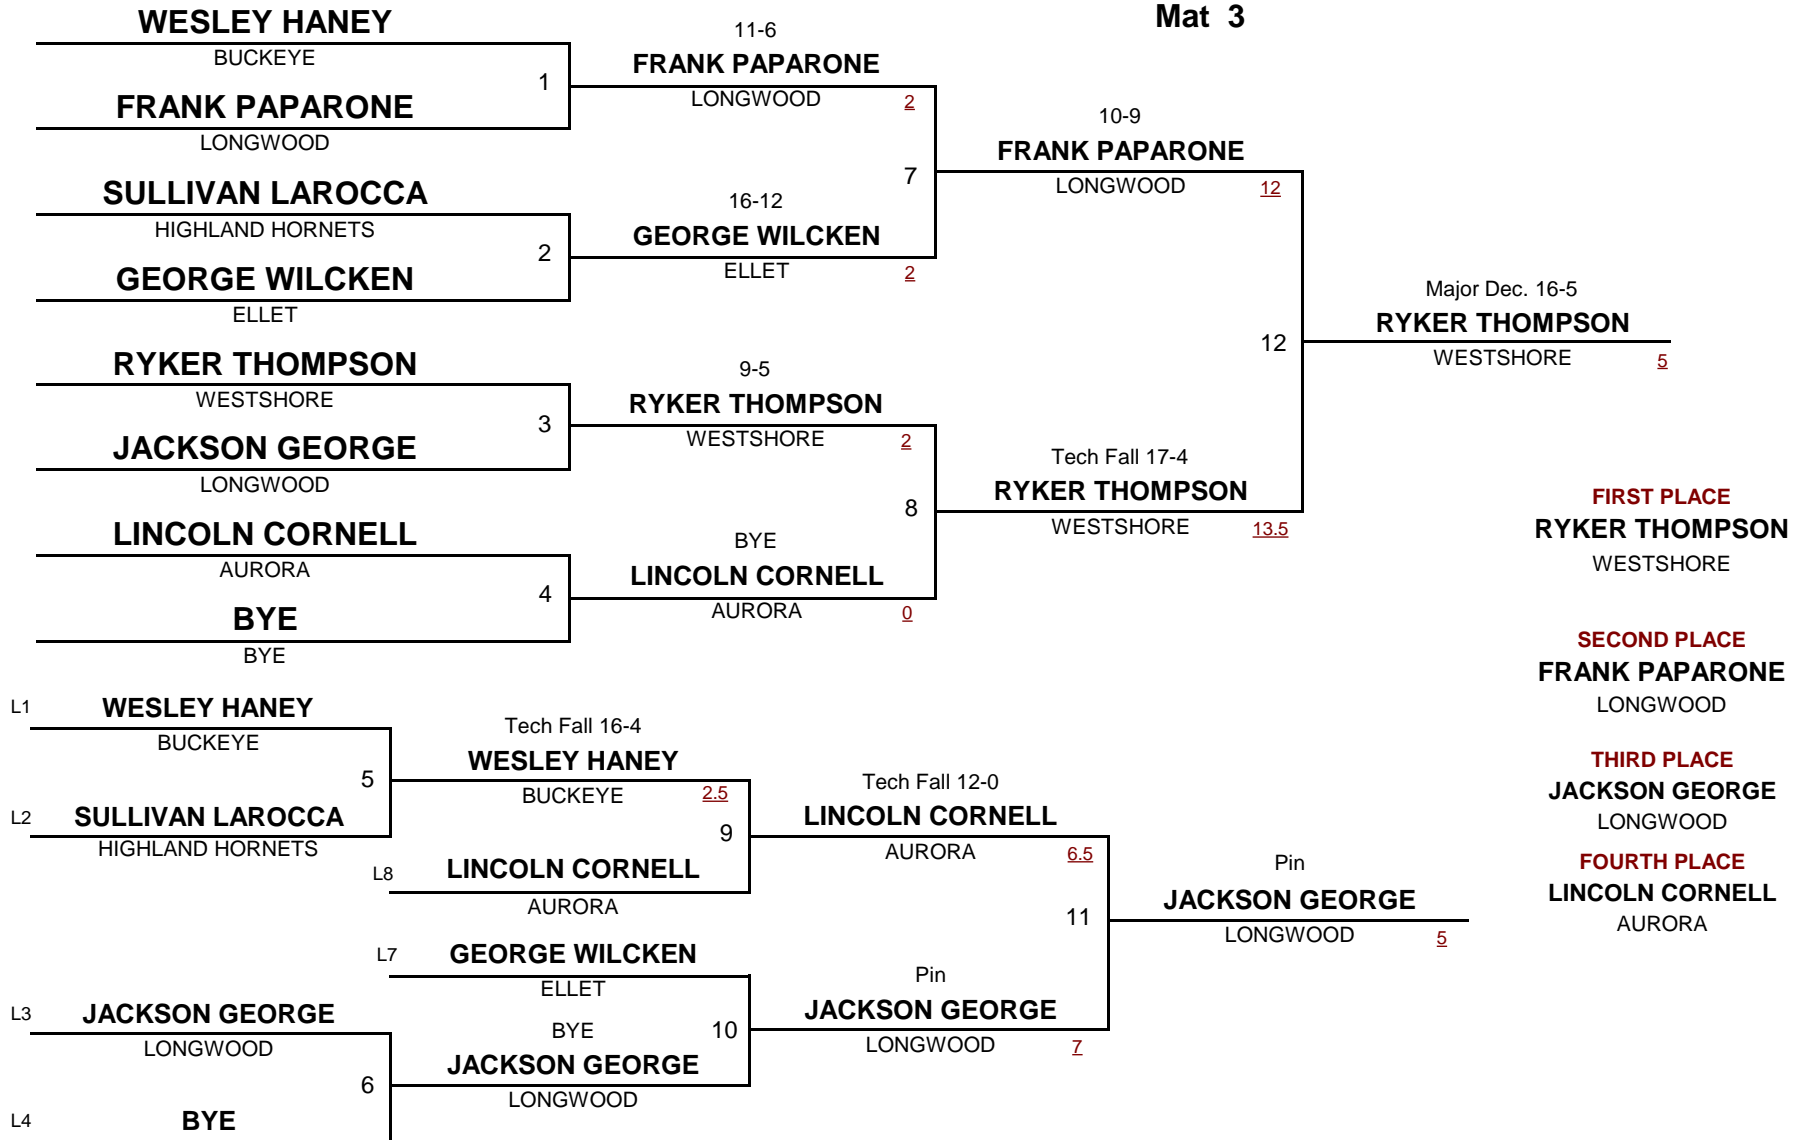 Mat 3
WESLEY HANEY
BUCKEYE
1
FRANK PAPARONE
LONGWOOD
11-6
FRANK PAPARONE
LONGWOOD
2
SULLIVAN LAROCCA
HIGHLAND HORNETS
2
GEORGE WILCKEN
ELLET
16-12
GEORGE WILCKEN
ELLET
2
7
10-9
FRANK PAPARONE
LONGWOOD
12
RYKER THOMPSON
WESTSHORE
3
JACKSON GEORGE
LONGWOOD
9-5
RYKER THOMPSON
WESTSHORE
2
LINCOLN CORNELL
AURORA
4
BYE
BYE
BYE
LINCOLN CORNELL
AURORA
0
8
Tech Fall 17-4
RYKER THOMPSON
WESTSHORE
13.5
12
Major Dec. 16-5
RYKER THOMPSON
WESTSHORE
5
FIRST PLACE
RYKER THOMPSON
WESTSHORE
SECOND PLACE
FRANK PAPARONE
LONGWOOD
THIRD PLACE
JACKSON GEORGE
LONGWOOD
FOURTH PLACE
LINCOLN CORNELL
AURORA
L1 WESLEY HANEY
BUCKEYE
5
L2 SULLIVAN LAROCCA
HIGHLAND HORNETS
Tech Fall 16-4
WESLEY HANEY
BUCKEYE
2.5
9
L8 LINCOLN CORNELL
AURORA
Tech Fall 12-0
LINCOLN CORNELL
AURORA
6.5
L7 GEORGE WILCKEN
ELLET
L3 JACKSON GEORGE
LONGWOOD
6
L4 BYE
BYE
JACKSON GEORGE
LONGWOOD
10
Pin
JACKSON GEORGE
LONGWOOD
7
11
Pin
JACKSON GEORGE
LONGWOOD
5